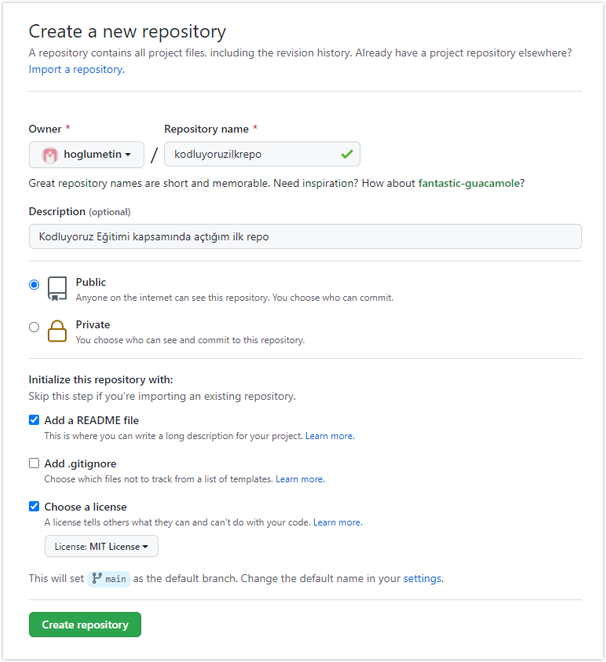 Create a new repository
A repository contains all project files, including the revision history. Already have a project repository elsewhere?
Import a repository.
Owner * Repository name *
hoglumetin / kodluyoruzilkrepo
Great repository names are short and memorable. Need inspiration? How about fantastic-guacamole?
Description (optional)
Kodluyoruz Eğitimi kapsamında açtığım ilk repo
Public
Anyone on the internet can see this repository. You choose who can commit.
Private
You choose who can see and commit to this repository.
Initialize this repository with:
Skip this step if you're importing an existing repository.
Add a README file
This is where you can write a long description for your project. Learn more.
Add .gitignore
Choose which files not to track from a list of templates. Learn more.
Choose a license
A license tells others what they can and can't do with your code. Learn more.
License: MIT License
This will set main as the default branch. Change the default name in your settings.
Create repository